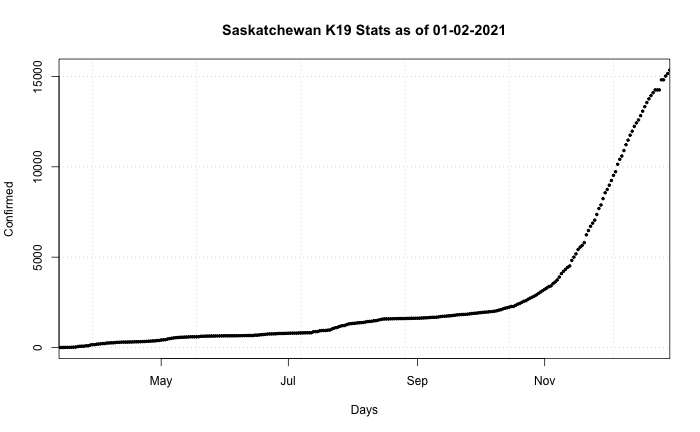 Saskatchewan K19 Stats as of 01-02-2021
15000
10000
5000
0
Confirmed
May Jul Sep Nov
Days